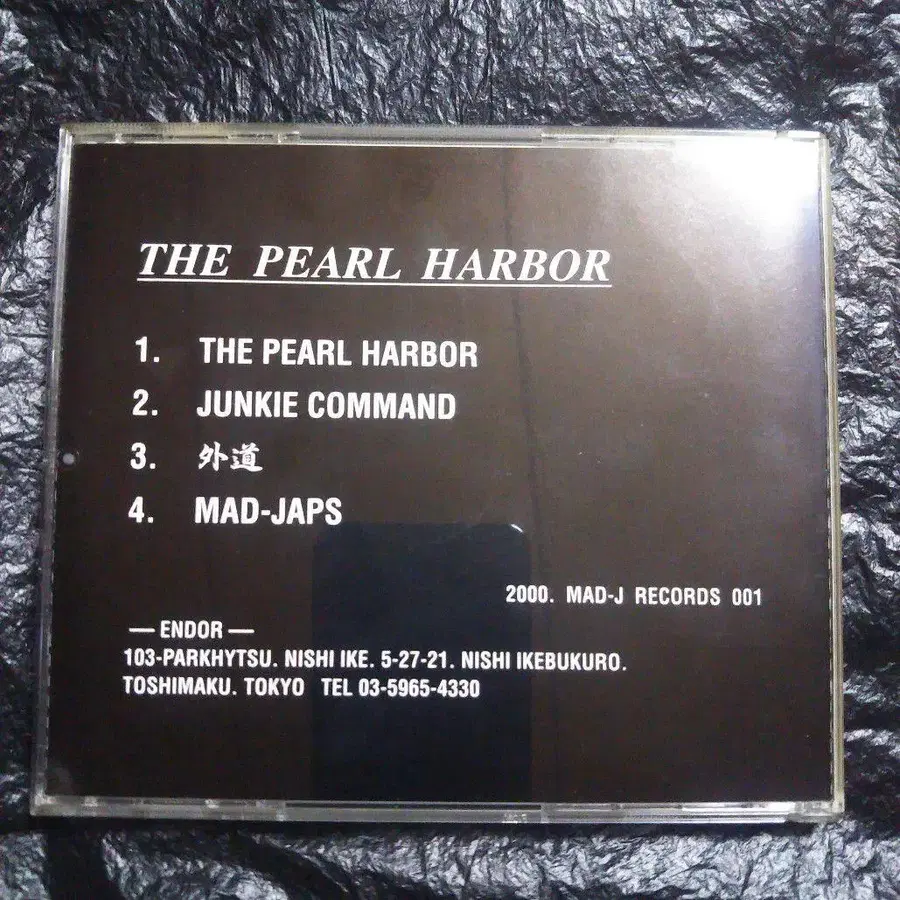 THE PEARL HARBOR
1. THE PEARL HARBOR
2. JUNKIE COMMAND
3. 外道
4. MAD-JAPS
2000. MAD-J RECORDS 001
— ENDOR —
103-PARKHYTSU. NISHI IKE. 5-27-21. NISHI IKEBUKURO.
TOSHIMAKU. TOKYO TEL 03-5965-4330